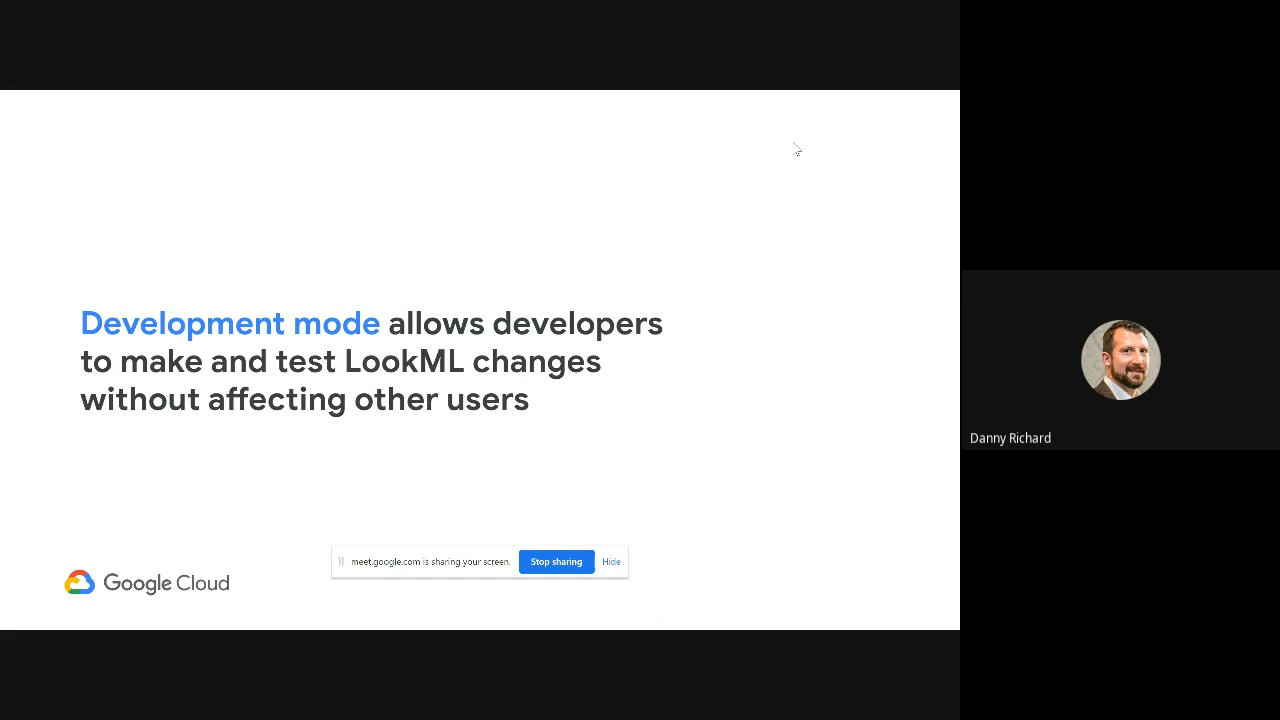 Development mode allows developers
to make and test LookML changes
without affecting other users
meet.google.com is sharing your screen.
Stop sharing
Hide
Google Cloud
Danny Richard